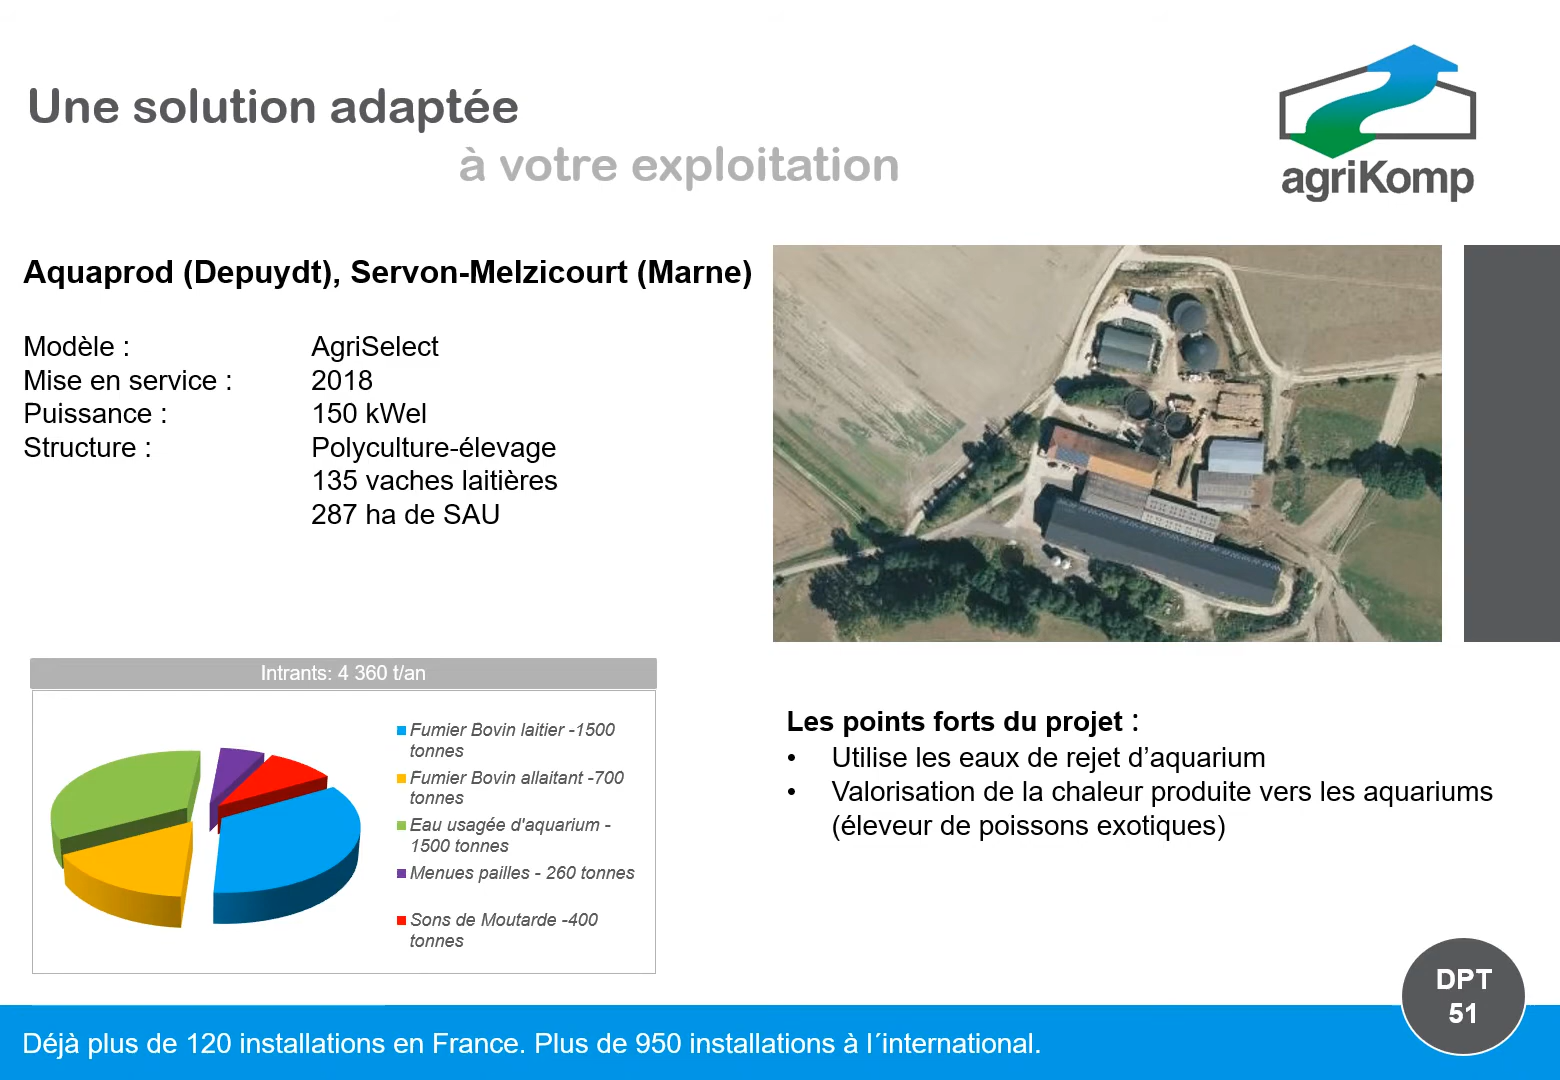 Une solution adaptée
à votre exploitation
agriKomp
Aquaprod (Depuydt), Servon-Melzicourt (Marne)
Modèle : AgriSelect
Mise en service : 2018
Puissance : 150 kWel
Structure : Polyculture-élevage
135 vaches laitières
287 ha de SAU
Intrants: 4 360 t/an
Fumier Bovin laitier -1500
tonnes
Fumier Bovin allaitant -700
tonnes
Eau usagée d'aquarium -
1500 tonnes
Menues pailles - 260 tonnes
Sons de Moutarde -400
tonnes
Les points forts du projet :
• Utilise les eaux de rejet d’aquarium
• Valorisation de la chaleur produite vers les aquariums
(éleveur de poissons exotiques)
DPT
51
Déjà plus de 120 installations en France. Plus de 950 installations à l´international.